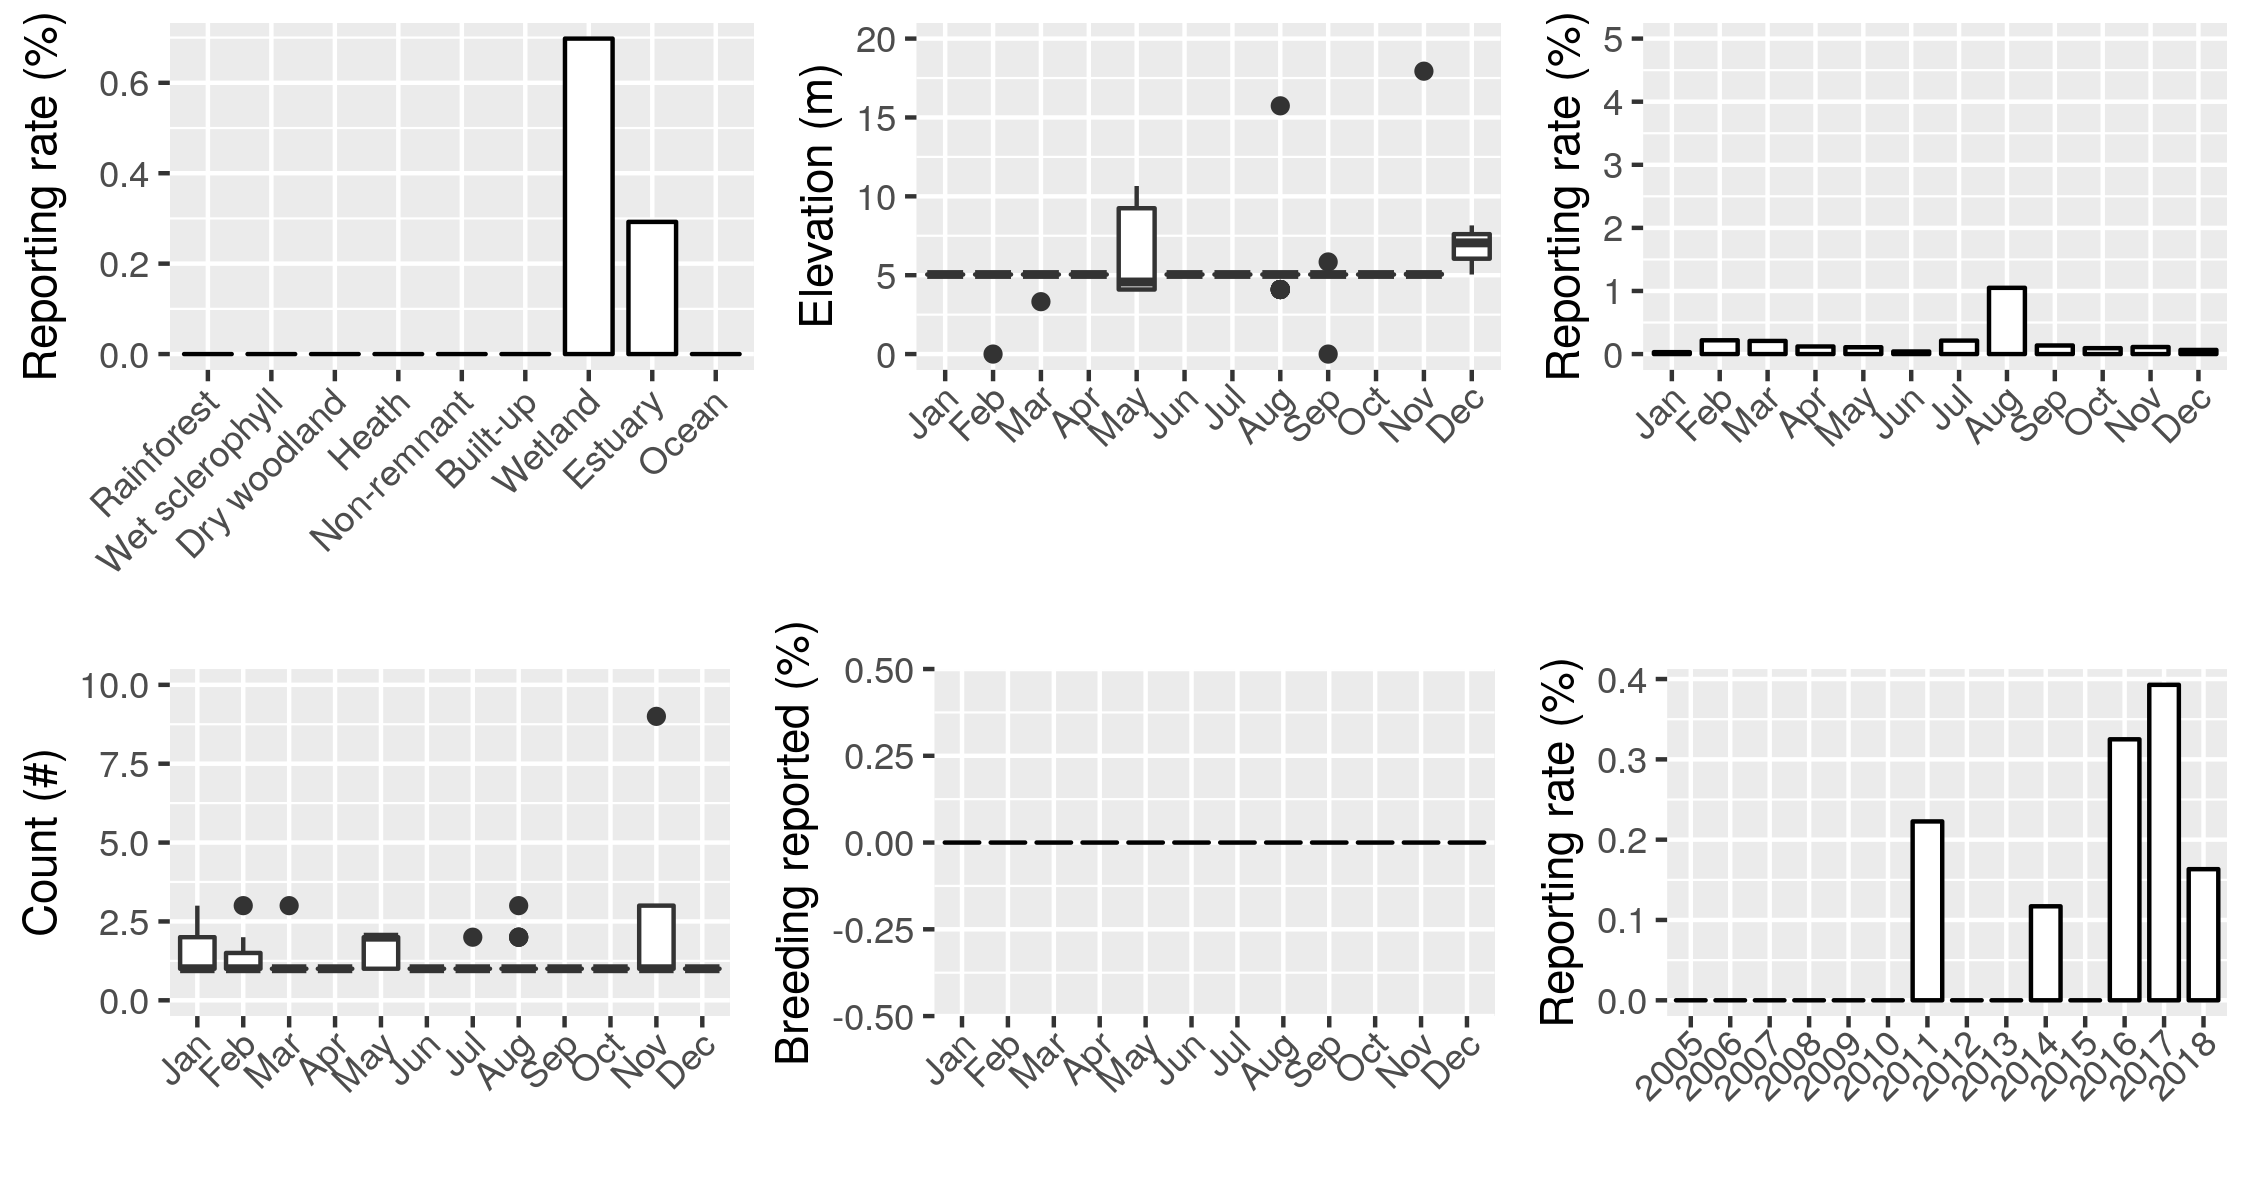 Reporting rate (%)
0.6
0.4
0.2
0.0
Rainforest
Wet sclerophyll
Dry woodland
Heath
Non-remnant
Built-up
Wetland
Estuary
Ocean
Elevation (m)
20
15
10
5
0
Jan
Feb
Mar
Apr
May
Jun
Jul
Aug
Sep
Oct
Nov
Dec
Reporting rate (%)
5
4
3
2
1
0
Jan
Feb
Mar
Apr
May
Jun
Jul
Aug
Sep
Oct
Nov
Dec
Count (#)
10.0
7.5
5.0
2.5
0.0
Jan
Feb
Mar
Apr
May
Jun
Jul
Aug
Sep
Oct
Nov
Dec
Breeding reported (%)
0.50
0.25
0.00
-0.25
-0.50
Jan
Feb
Mar
Apr
May
Jun
Jul
Aug
Sep
Oct
Nov
Dec
Reporting rate (%)
0.4
0.3
0.2
0.1
0.0
2005
2006
2007
2008
2009
2010
2011
2012
2013
2014
2015
2016
2017
2018